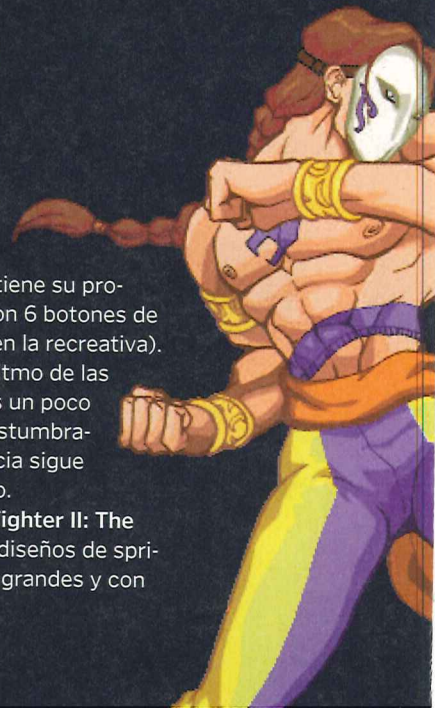 tiene su pro-
on 6 botones de
en la recreativa).
tmo de las
s un poco
stumbra-
cia sigue
o.
ighter II: The
diseños de spri-
grandes y con